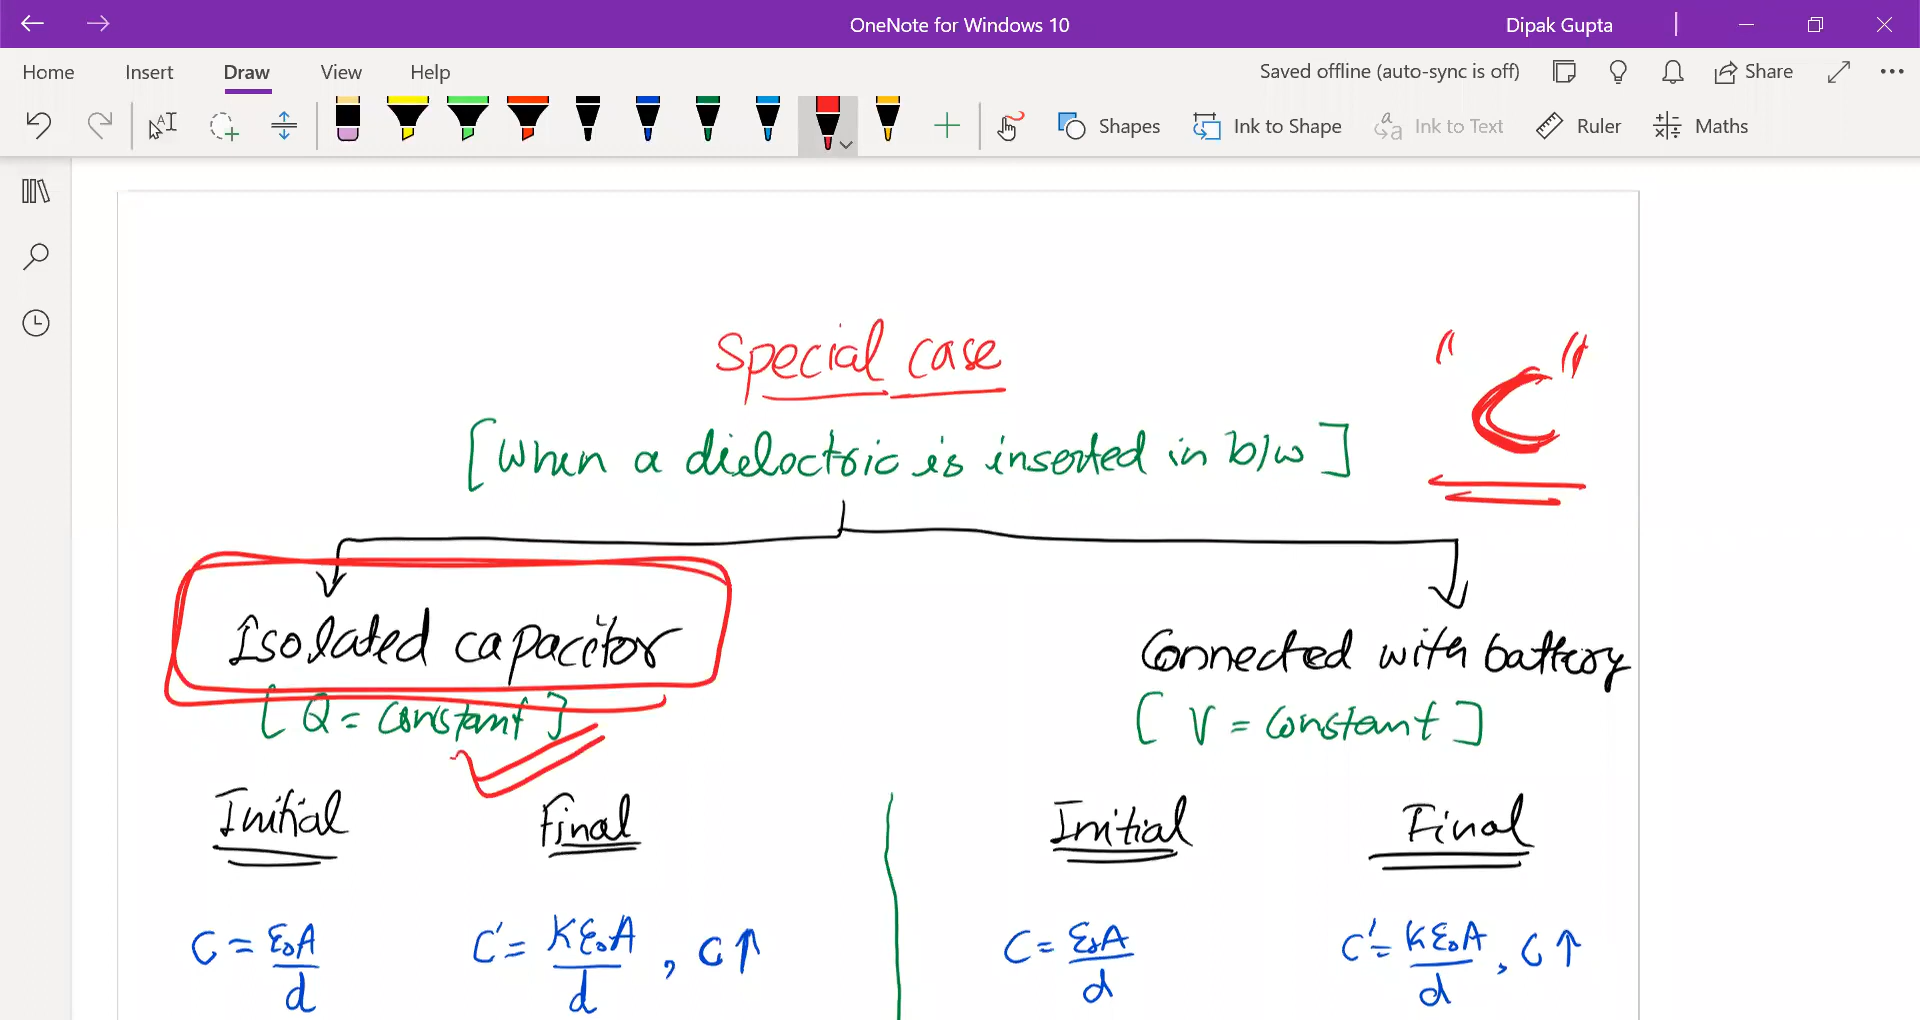 OneNote for Windows 10
Dipak Gupta
Home Insert Draw View Help
Saved offline (auto-sync is off)
Share
Shapes Ink to Shape Ink to Text Ruler Maths
Special case
"C"
[When a dielectric is inserted in b/w]
Isolated capacitor
Connected with battery
[Q = constant]
[V = constant]
Initial Final Initial Final
C = ε₀A/d C' = Kε₀A/d , C↑ C = ε₀A/d C' = Kε₀A/d , C↑